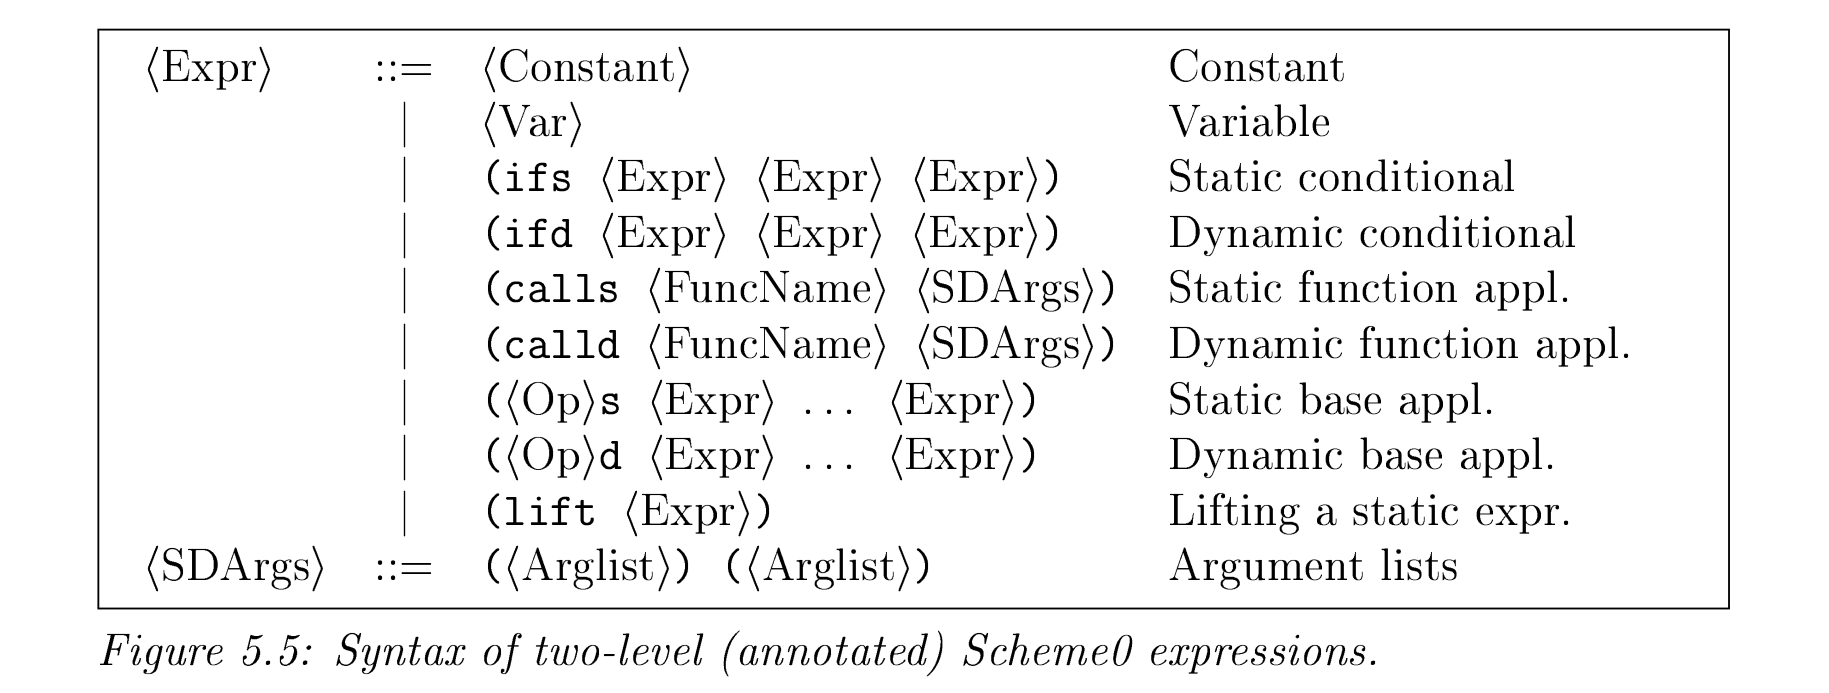 ⟨Expr⟩ ::= ⟨Constant⟩ Constant
| ⟨Var⟩ Variable
| (ifs ⟨Expr⟩ ⟨Expr⟩ ⟨Expr⟩) Static conditional
| (ifd ⟨Expr⟩ ⟨Expr⟩ ⟨Expr⟩) Dynamic conditional
| (calls ⟨FuncName⟩ ⟨SDArgs⟩) Static function appl.
| (calld ⟨FuncName⟩ ⟨SDArgs⟩) Dynamic function appl.
| (⟨Op⟩s ⟨Expr⟩ ... ⟨Expr⟩) Static base appl.
| (⟨Op⟩d ⟨Expr⟩ ... ⟨Expr⟩) Dynamic base appl.
| (lift ⟨Expr⟩) Lifting a static expr.
⟨SDArgs⟩ ::= (⟨Arglist⟩) (⟨Arglist⟩) Argument lists
Figure 5.5: Syntax of two-level (annotated) Scheme0 expressions.